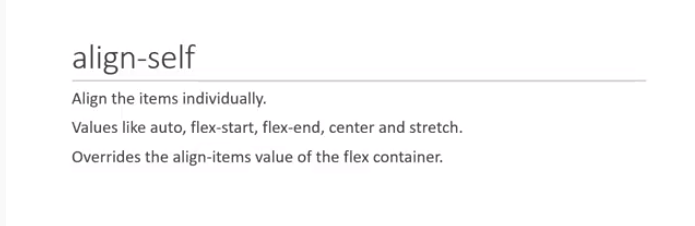 align-self
Align the items individually.
Values like auto, flex-start, flex-end, center and stretch.
Overrides the align-items value of the flex container.